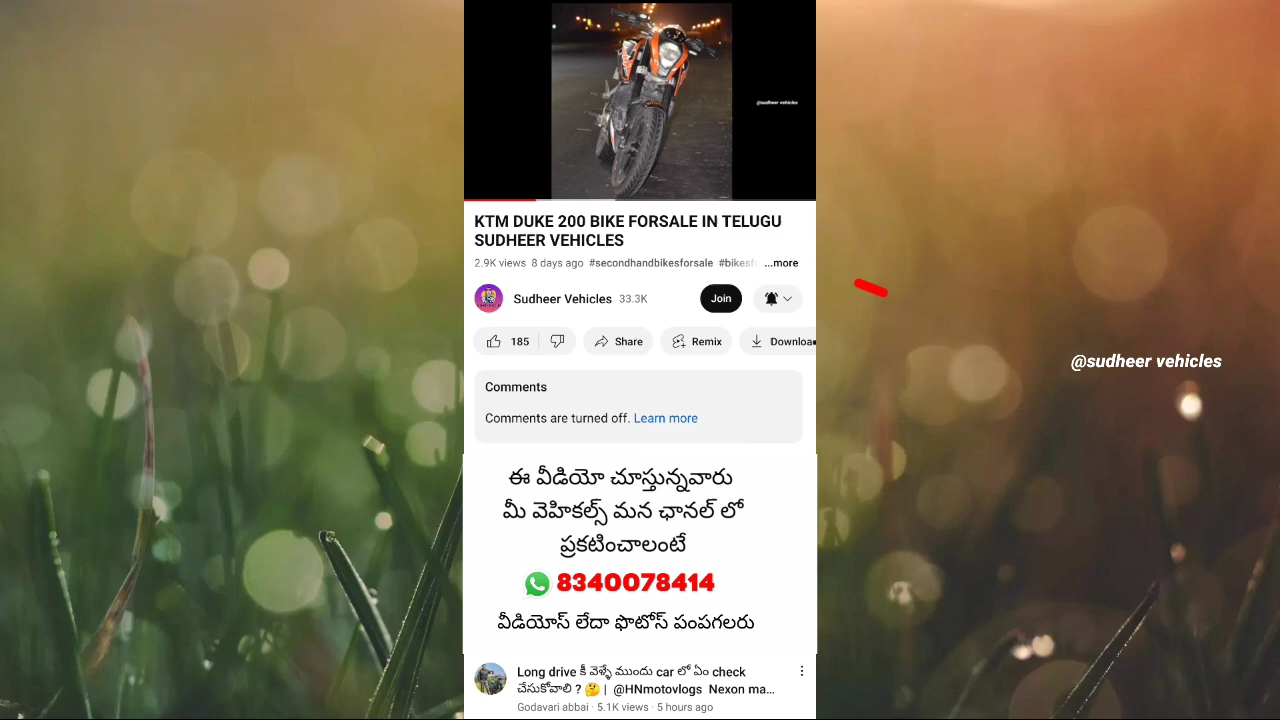 @sudheer vehicles
KTM DUKE 200 BIKE FORSALE IN TELUGU
SUDHEER VEHICLES
2.9K views 8 days ago #secondhandbikesforsale #bikesf ...more
Sudheer Vehicles 33.3K Join
185 Share Remix Downloa
@sudheer vehicles
Comments
Comments are turned off. Learn more
ఈ వీడియో చూస్తున్నవారు
మీ వెహికల్స్ మన ఛానల్ లో
ప్రకటించాలంటే
8340078414
వీడియోస్ లేదా ఫొటోస్ పంపగలరు
Long drive కి వెళ్ళే ముందు car లో ఏం check
చేసుకోవాలి ? 🤔 | @HNmotovlogs Nexon ma...
Godavari abbai · 5.1K views · 5 hours ago